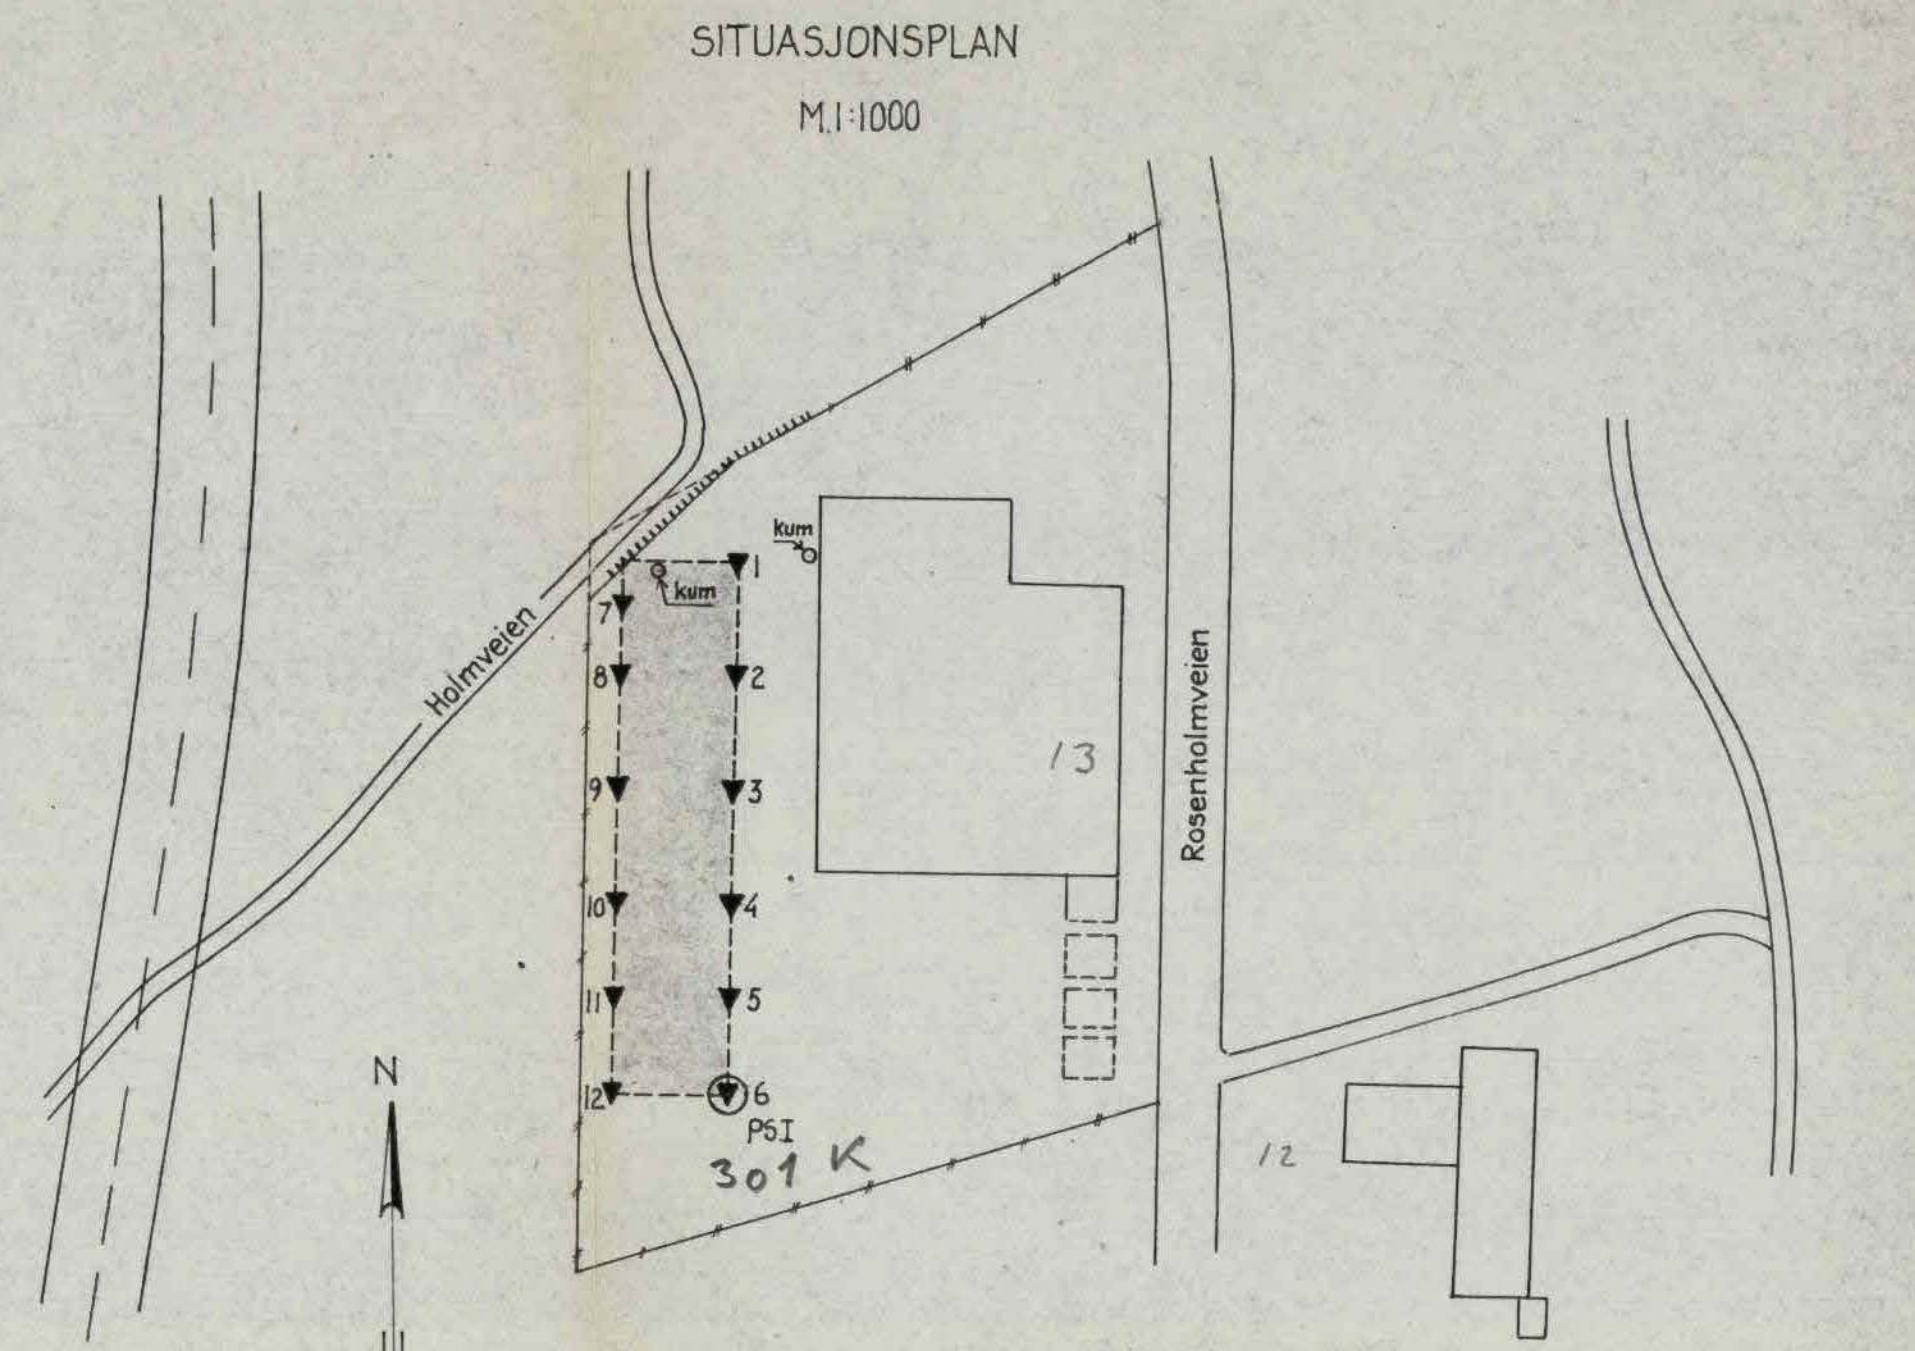 SITUASJONSPLAN
M. 1:1000
kum
1
kum
7
Holmveien
8
2
13
Rosenholmveien
9
3
10
4
11
5
N
12
6
PSI
301 K
12